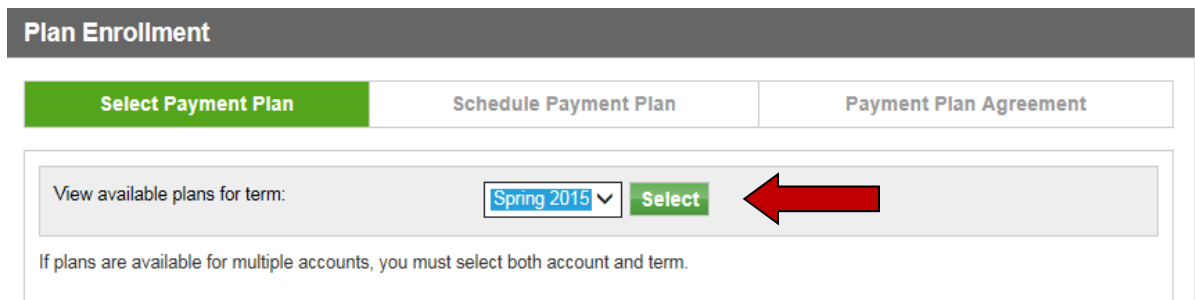 Plan Enrollment
Select Payment Plan Schedule Payment Plan Payment Plan Agreement
View available plans for term: Spring 2015 Select
If plans are available for multiple accounts, you must select both account and term.